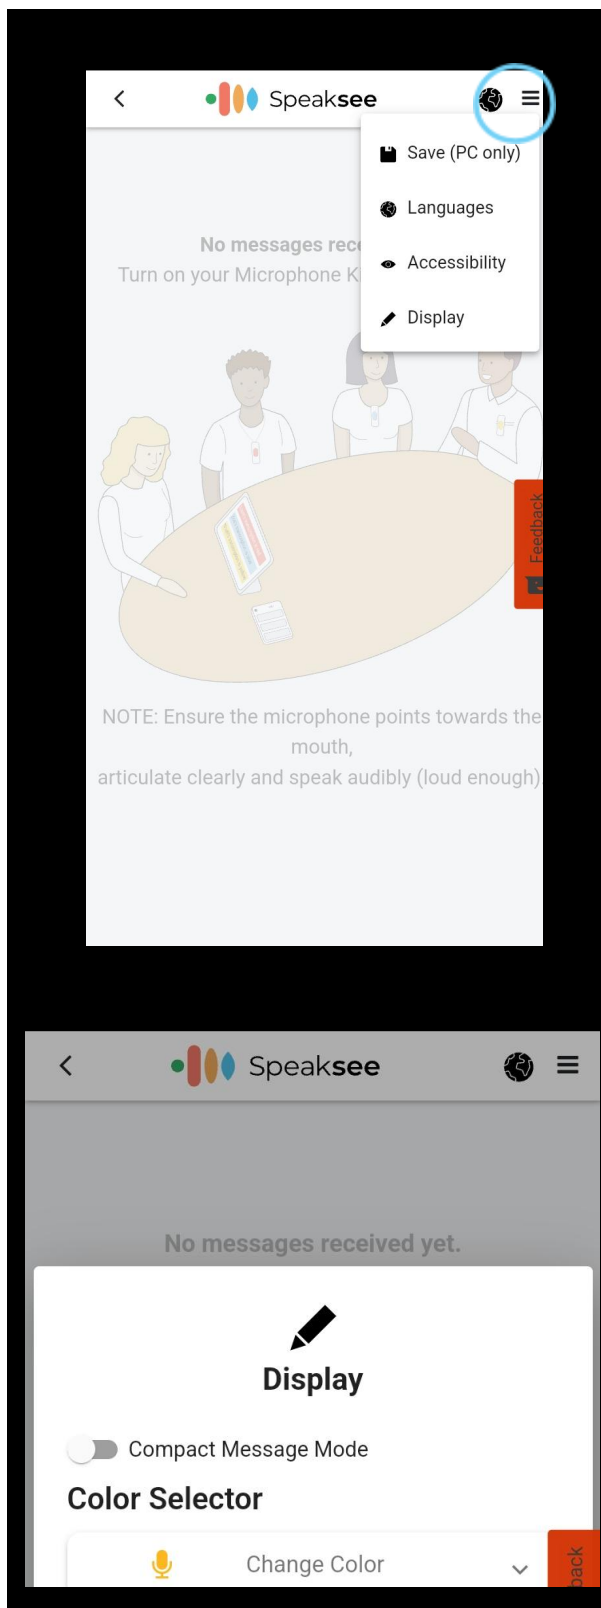 Speaksee
Save (PC only)
Languages
Accessibility
Display
No messages rece
Turn on your Microphone K
Feedback
NOTE: Ensure the microphone points towards the
mouth,
articulate clearly and speak audibly (loud enough)
Speaksee
No messages received yet.
Display
Compact Message Mode
Color Selector
Change Color
back